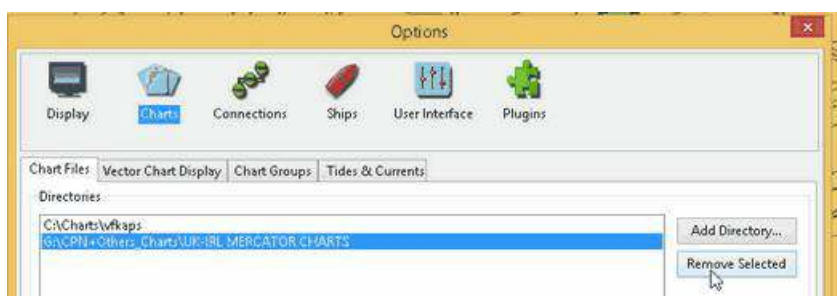 Options
Display Charts Connections Ships User Interface Plugins
Chart Files Vector Chart Display Chart Groups Tides & Currents
Directories
C:\Charts\vfkaps
G:\CPN+Others_Charts\UK-IRL MERCATOR CHARTS
Add Directory...
Remove Selected